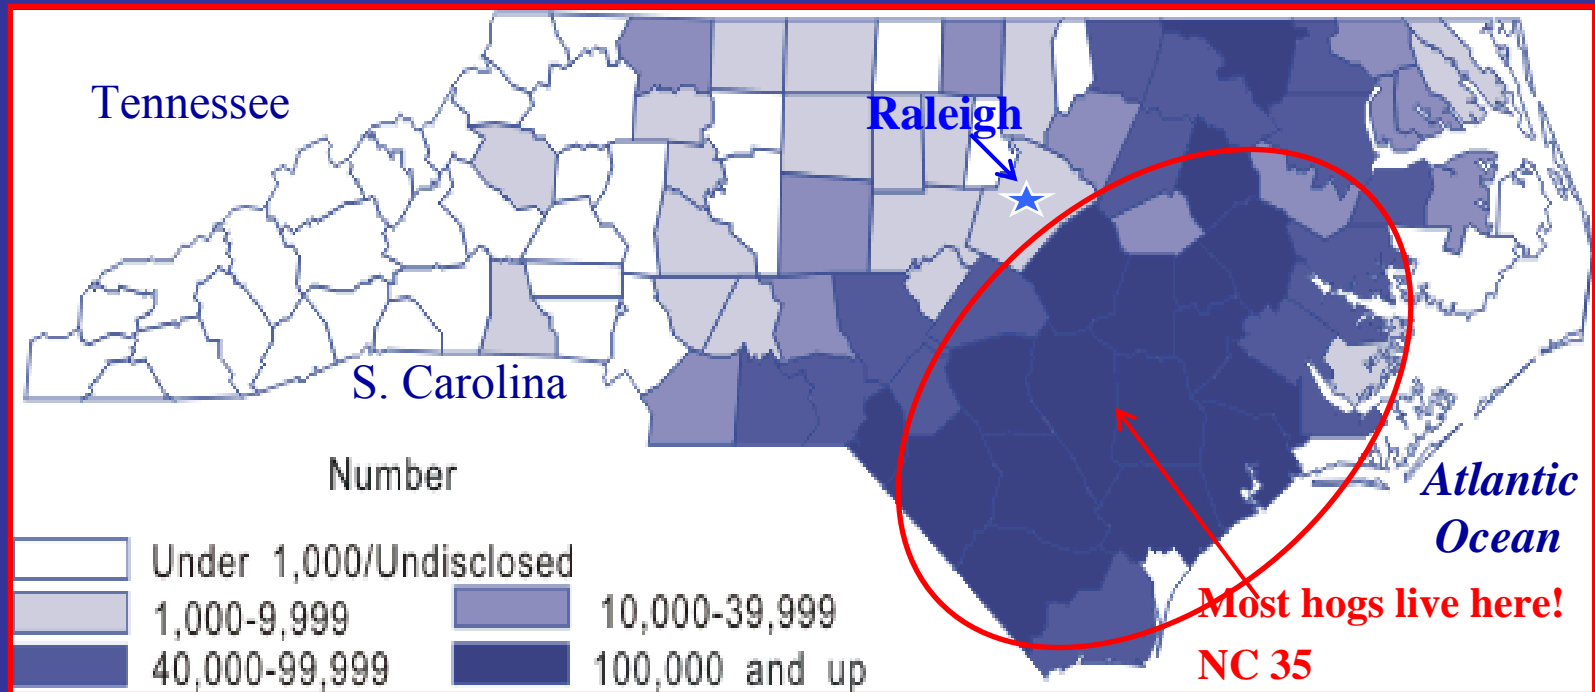 Tennessee
Raleigh
S. Carolina
Number
Under 1,000/Undisclosed
1,000-9,999
10,000-39,999
40,000-99,999
100,000 and up
Atlantic
Ocean
Most hogs live here!
NC 35